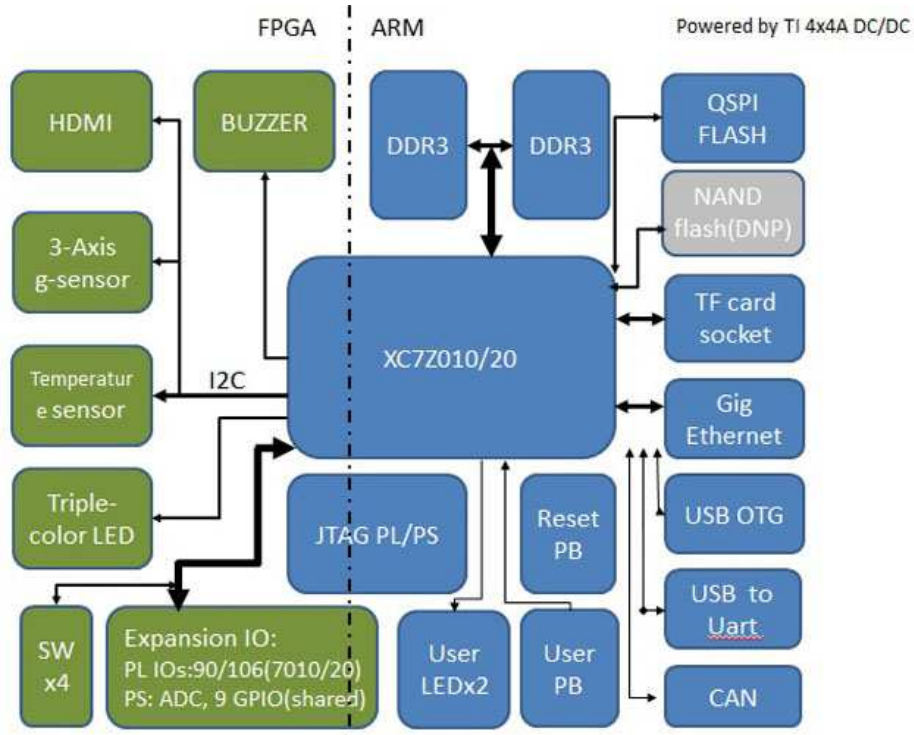 FPGA
ARM
Powered by TI 4x4A DC/DC
HDMI
BUZZER
DDR3
DDR3
QSPI
FLASH
NAND
flash(DNP)
3-Axis
g-sensor
TF card
socket
XC7Z010/20
Temperatur
e sensor
I2C
Gig
Ethernet
Triple-
color LED
JTAG PL/PS
Reset
PB
USB OTG
USB to
Uart
SW
x4
Expansion IO:
PL IOs:90/106(7010/20)
PS: ADC, 9 GPIO(shared)
User
LEDx2
User
PB
CAN